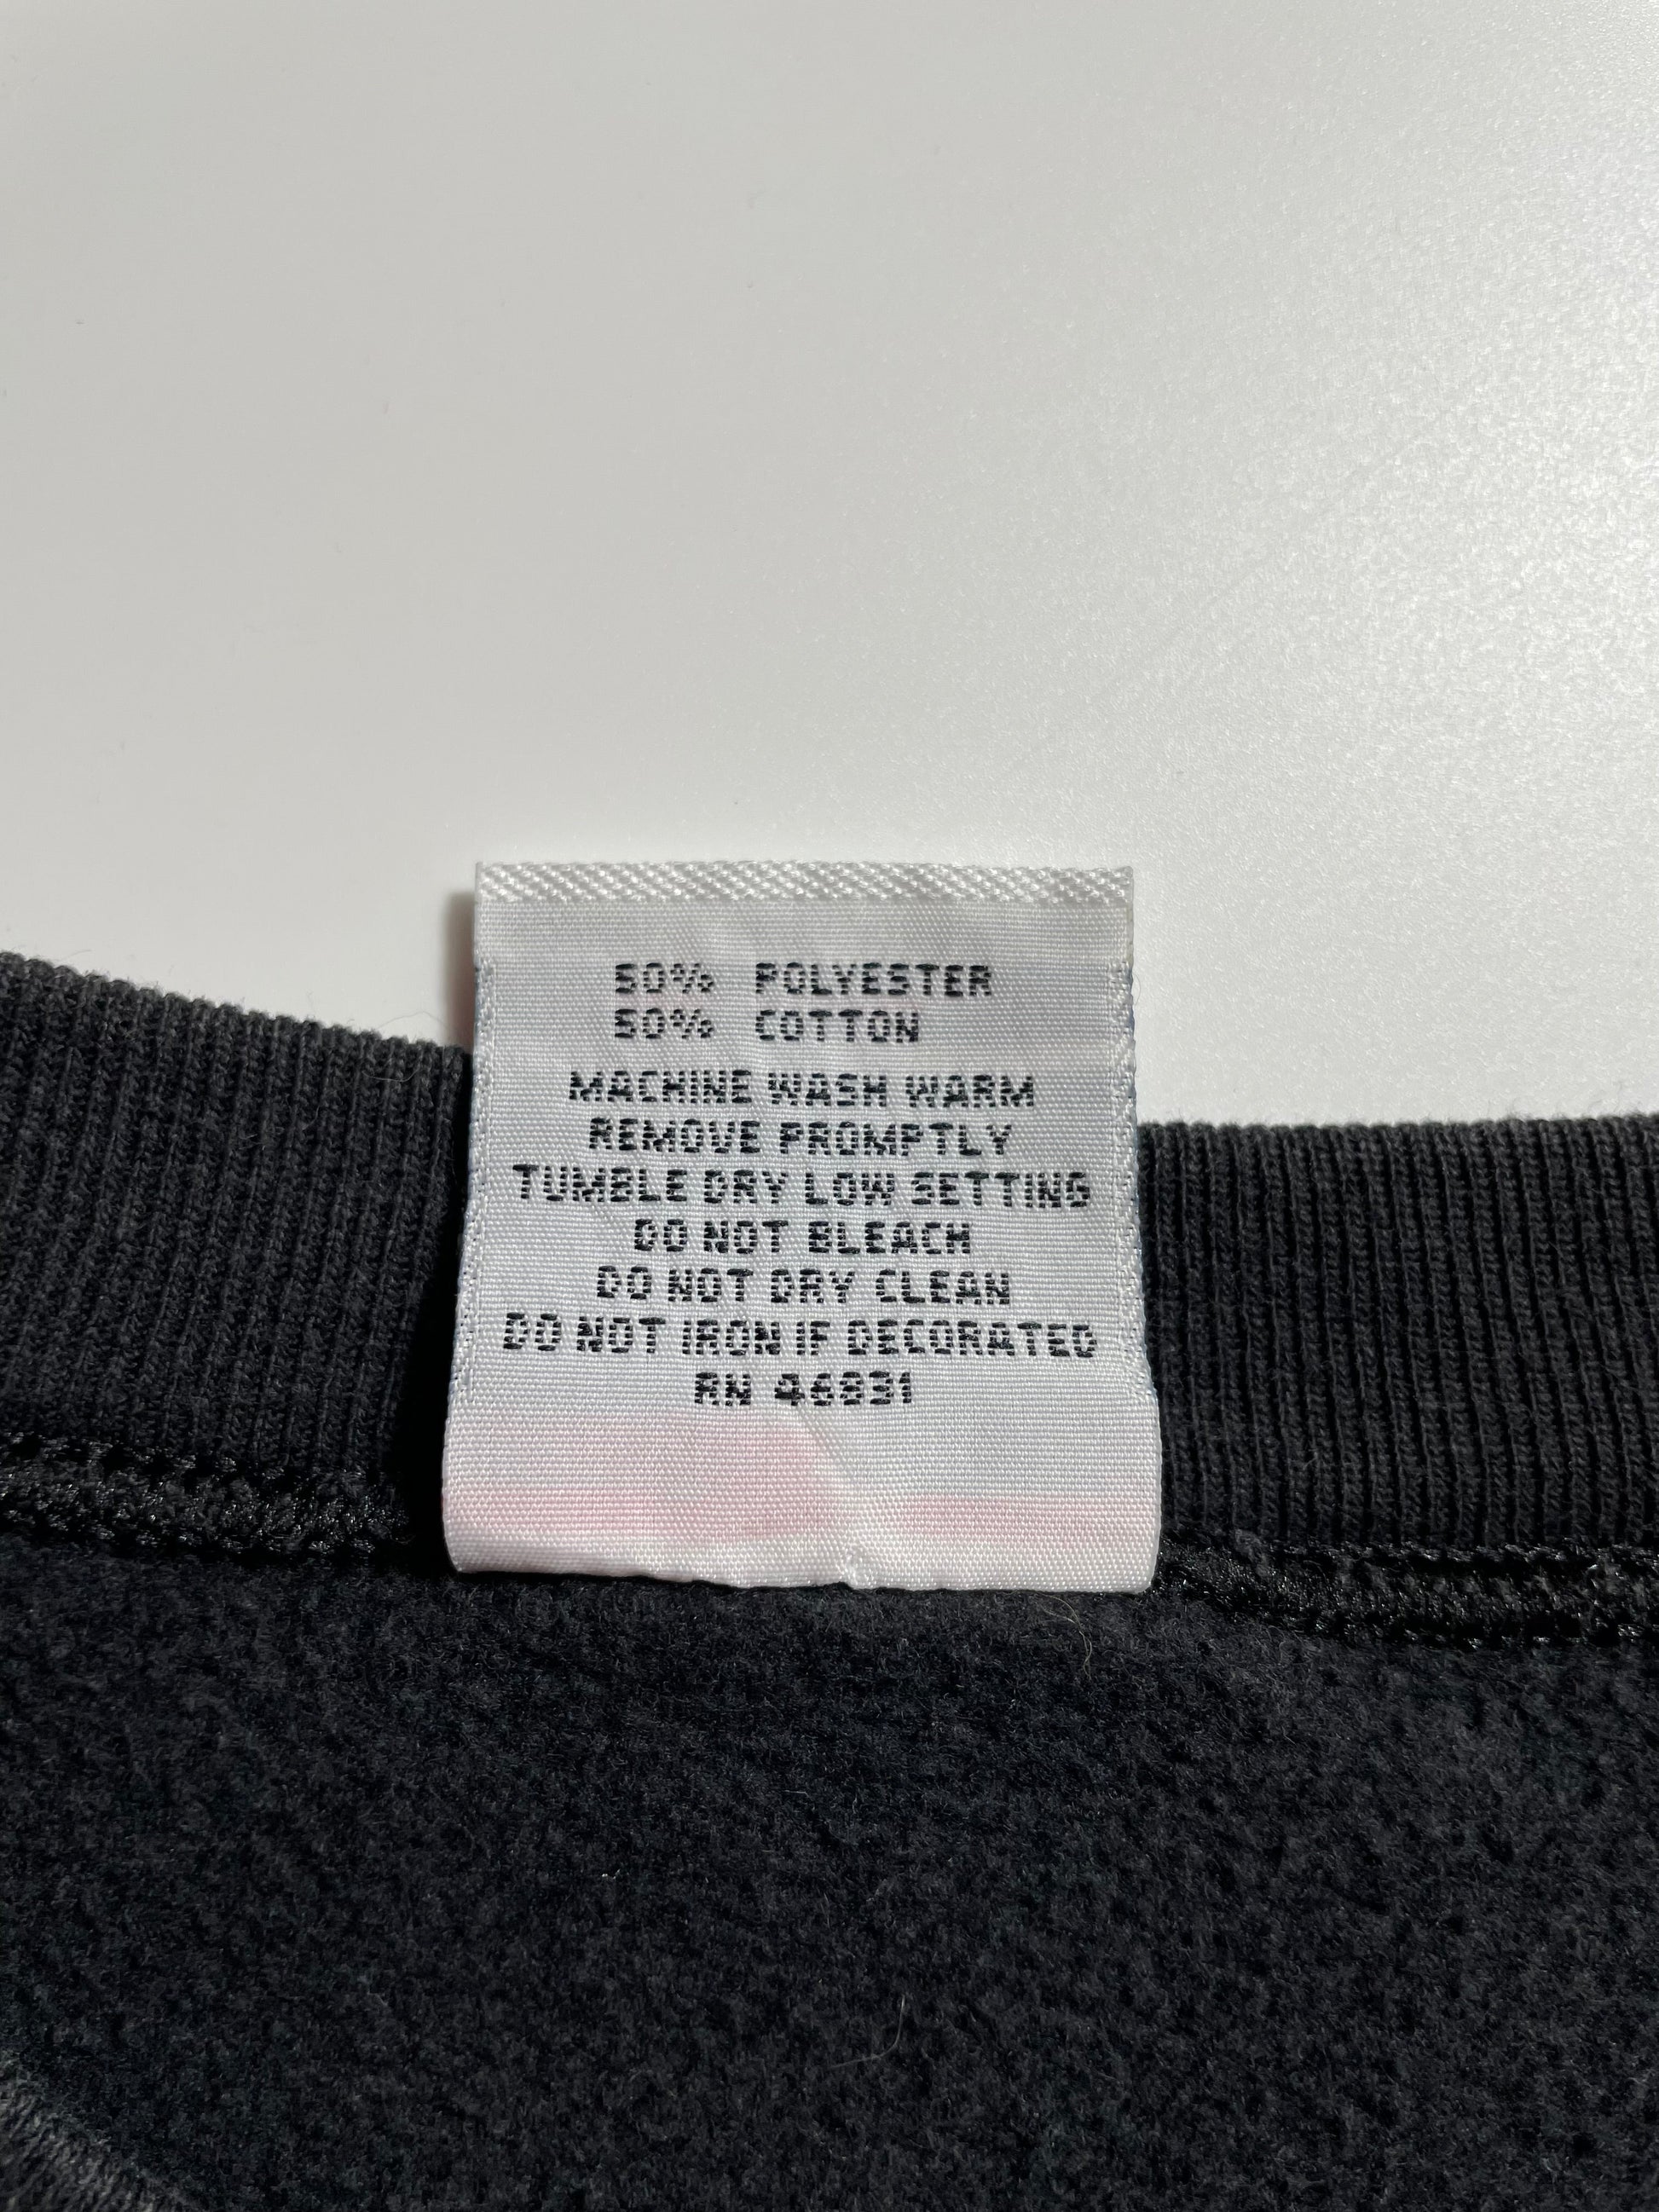 50% POLYESTER
50% COTTON
MACHINE WASH WARM
REMOVE PROMPTLY
TUMBLE DRY LOW SETTING
DO NOT BLEACH
DO NOT DRY CLEAN
DO NOT IRON IF DECORATED
RN 46831